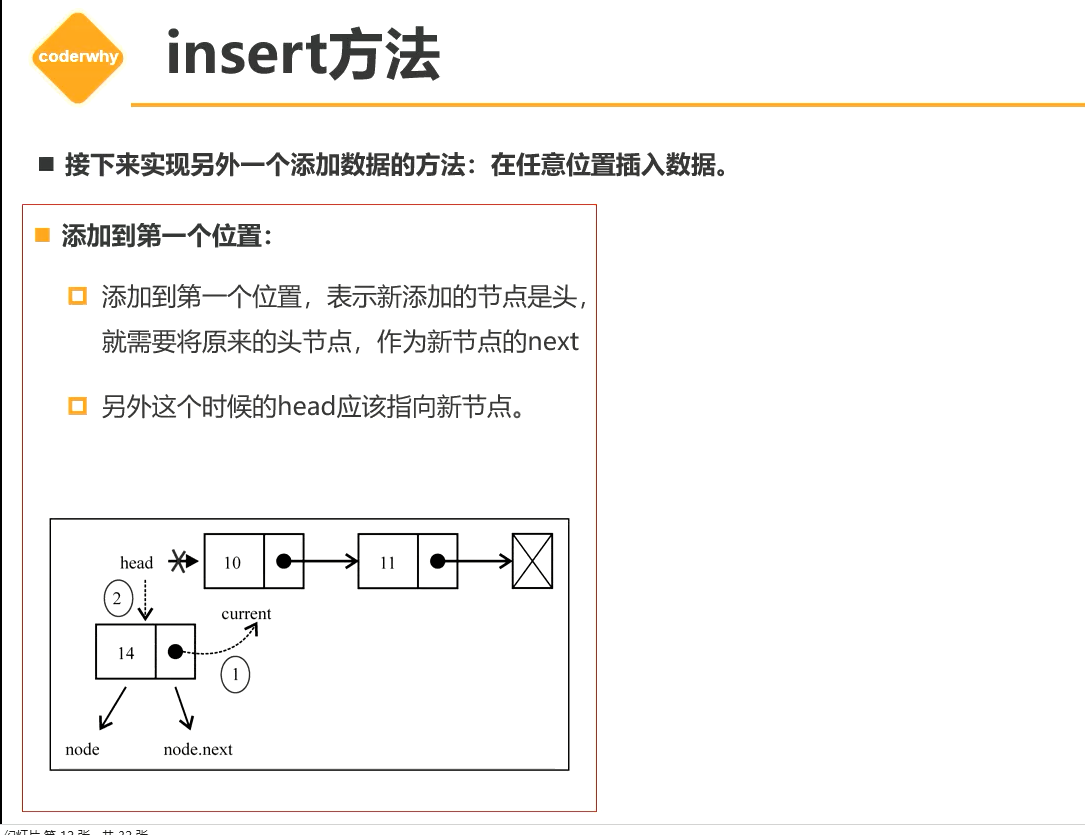 coderwhy
insert方法
接下来实现另外一个添加数据的方法：在任意位置插入数据。
添加到第一个位置：
添加到第一个位置，表示新添加的节点是头，
就需要将原来的头节点，作为新节点的next
另外这个时候的head应该指向新节点。
head
10
11
2
current
14
1
node
node.next